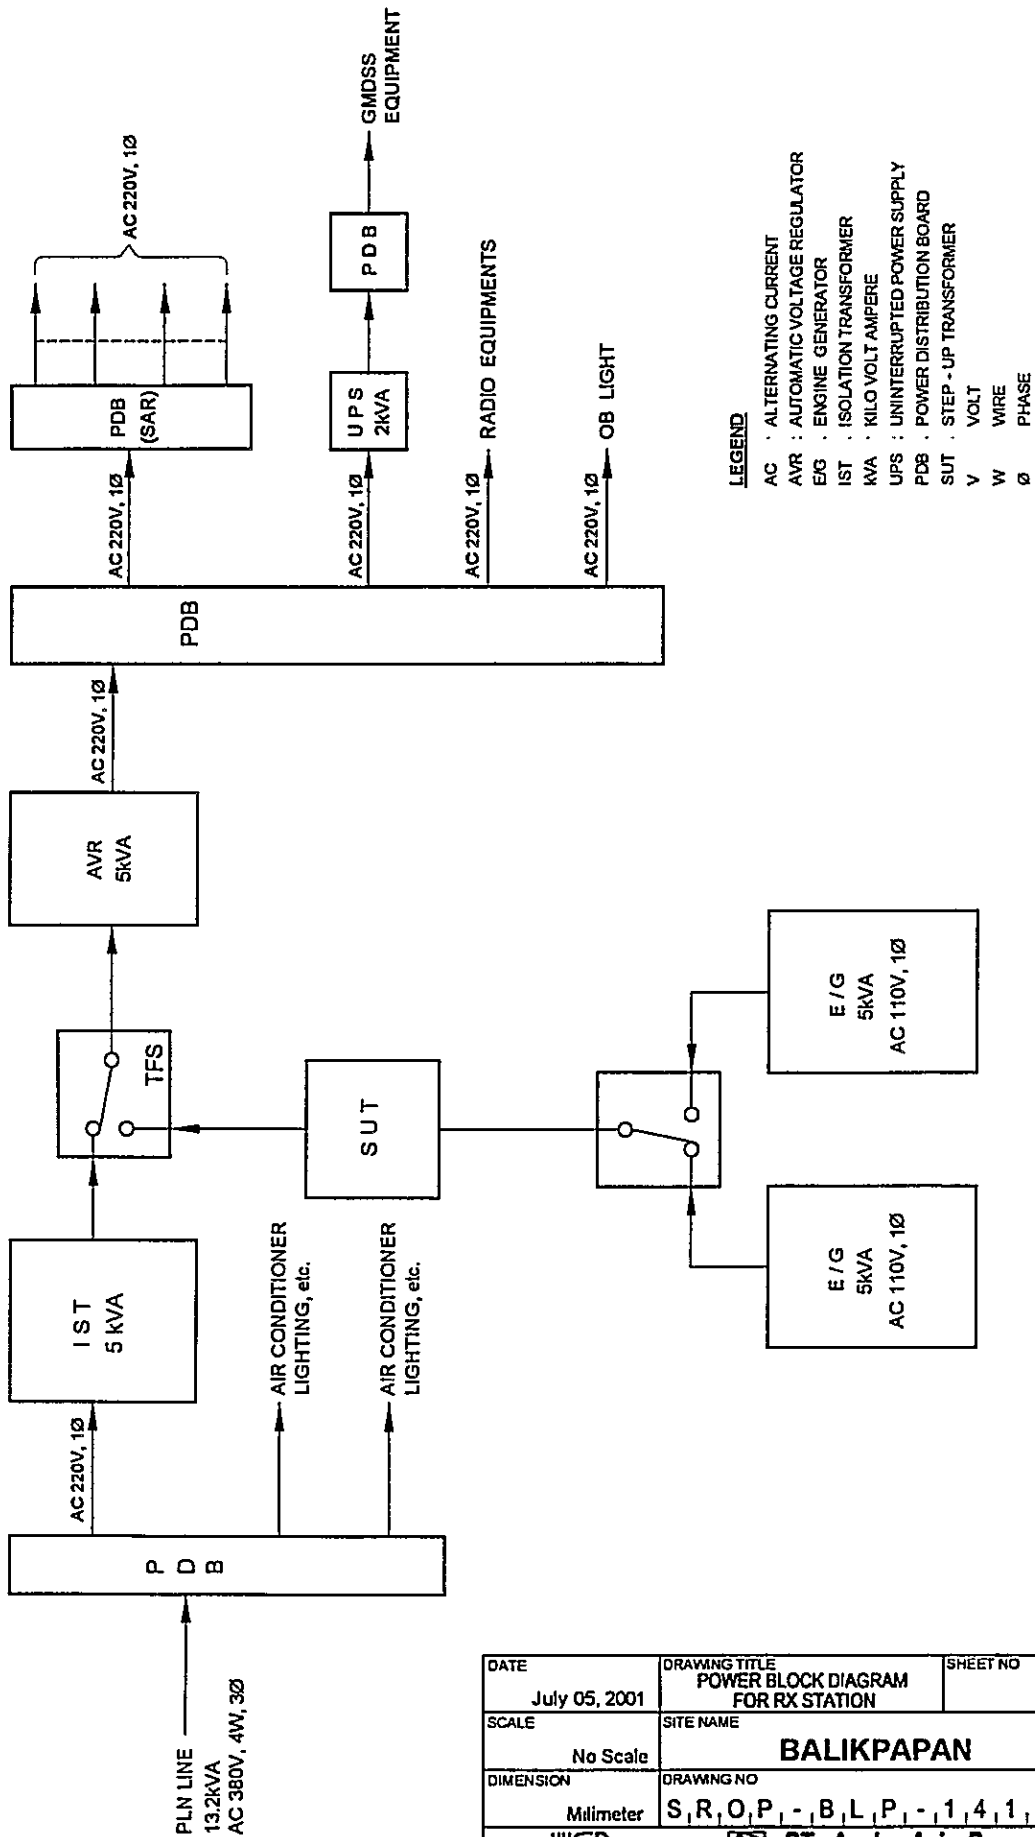 PLN LINE
13.2kVA
AC 380V, 4W, 3Ø
P D B
AC 220V, 1Ø
AIR CONDITIONER
LIGHTING, etc.
AIR CONDITIONER
LIGHTING, etc.
I S T
5 kVA
TFS
S U T
E / G
5kVA
AC 110V, 1Ø
E / G
5kVA
AC 110V, 1Ø
AVR
5kVA
AC 220V, 1Ø
PDB
AC 220V, 1Ø
PDB
(SAR)
AC 220V, 1Ø
AC 220V, 1Ø
U P S
2kVA
P D B
GMDSS
EQUIPMENT
AC 220V, 1Ø
RADIO EQUIPMENTS
AC 220V, 1Ø
OB LIGHT
LEGEND
AC : ALTERNATING CURRENT
AVR : AUTOMATIC VOLTAGE REGULATOR
E/G . ENGINE GENERATOR
IST . ISOLATION TRANSFORMER
kVA · KILO VOLT AMPERE
UPS : UNINTERRUPTED POWER SUPPLY
PDB . POWER DISTRIBUTION BOARD
SUT . STEP - UP TRANSFORMER
V VOLT
W WIRE
Ø PHASE
DATE
July 05, 2001
DRAWING TITLE
POWER BLOCK DIAGRAM
FOR RX STATION
SHEET NO
SCALE
No Scale
SITE NAME
BALIKPAPAN
DIMENSION
Milimeter
DRAWING NO
S R O P - B L P - 1 4 1